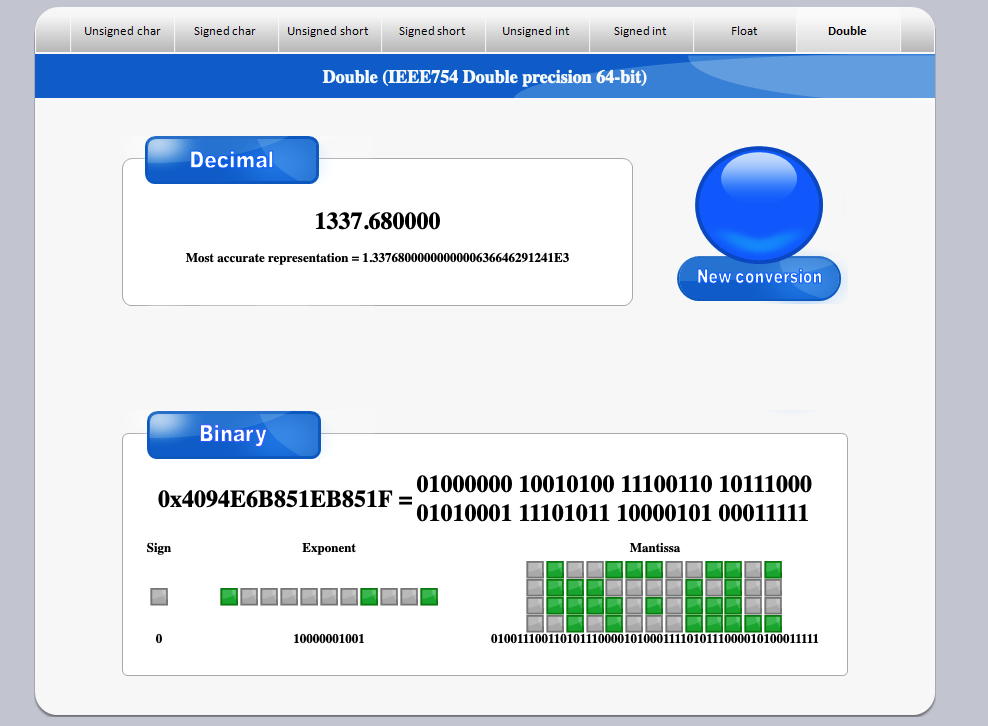 Unsigned char Signed char Unsigned short Signed short Unsigned int Signed int Float Double
Double (IEEE754 Double precision 64-bit)
Decimal
1337.680000
Most accurate representation = 1.3376800000000000636646291241E3
New conversion
Binary
0x4094E6B851EB851F = 01000000 10010100 11100110 10111000
01010001 11101011 10000101 00011111
Sign Exponent Mantissa
0 10000001001 0100111001101011100001010001111010111000010100011111